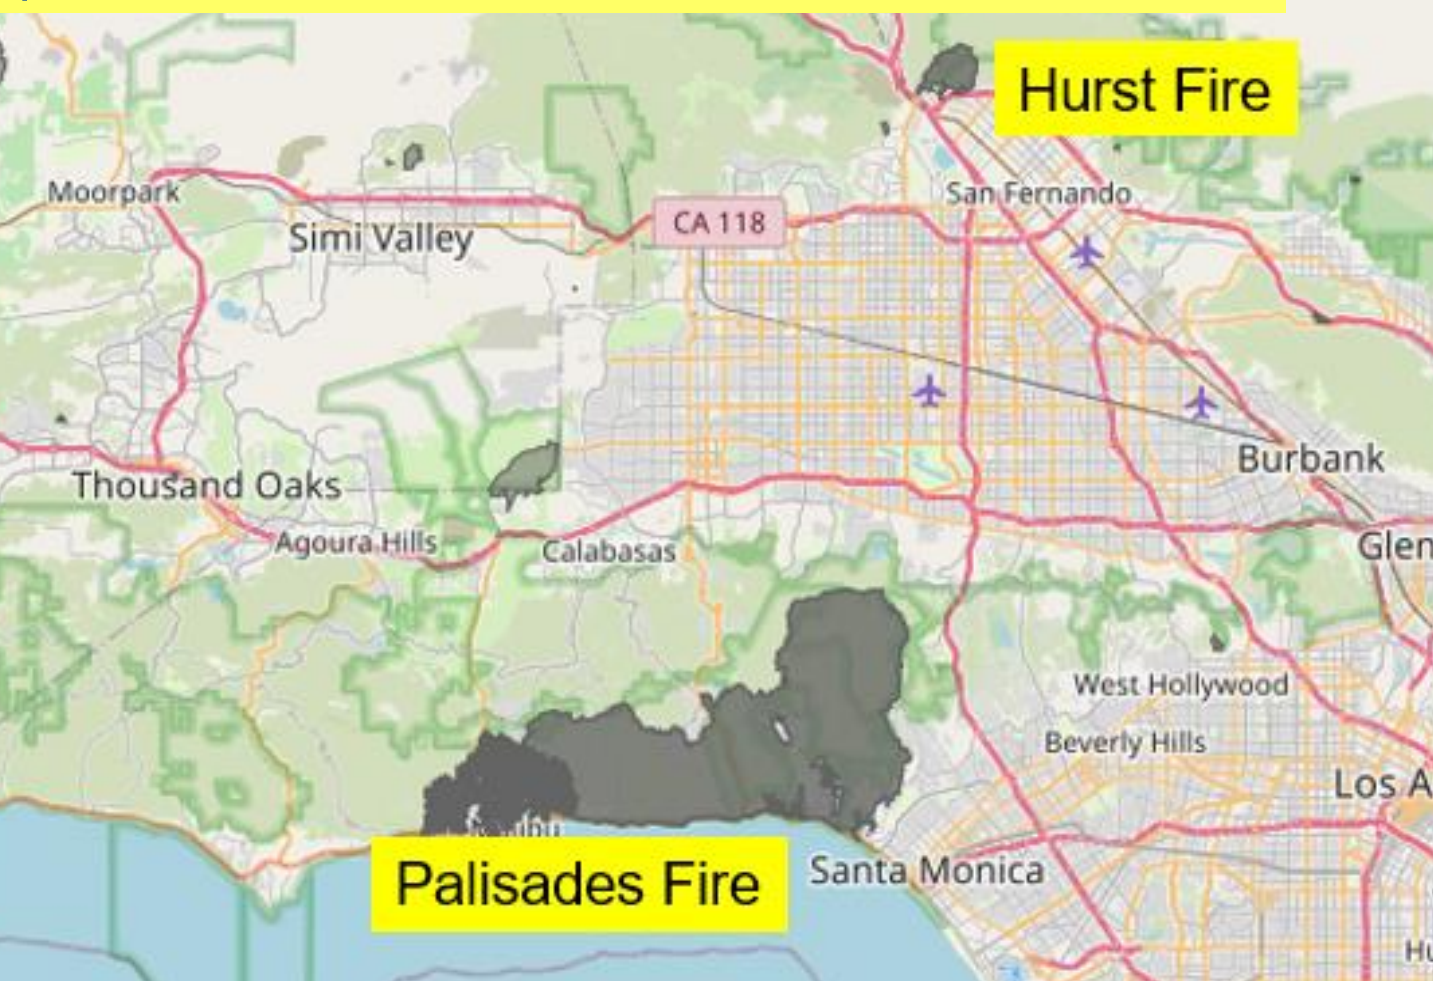 Hurst Fire
Moorpark
San Fernando
CA 118
Simi Valley
Burbank
Thousand Oaks
Agoura Hills
Calabasas
Glen
West Hollywood
Beverly Hills
Los A
Palisades Fire
Santa Monica
Hu